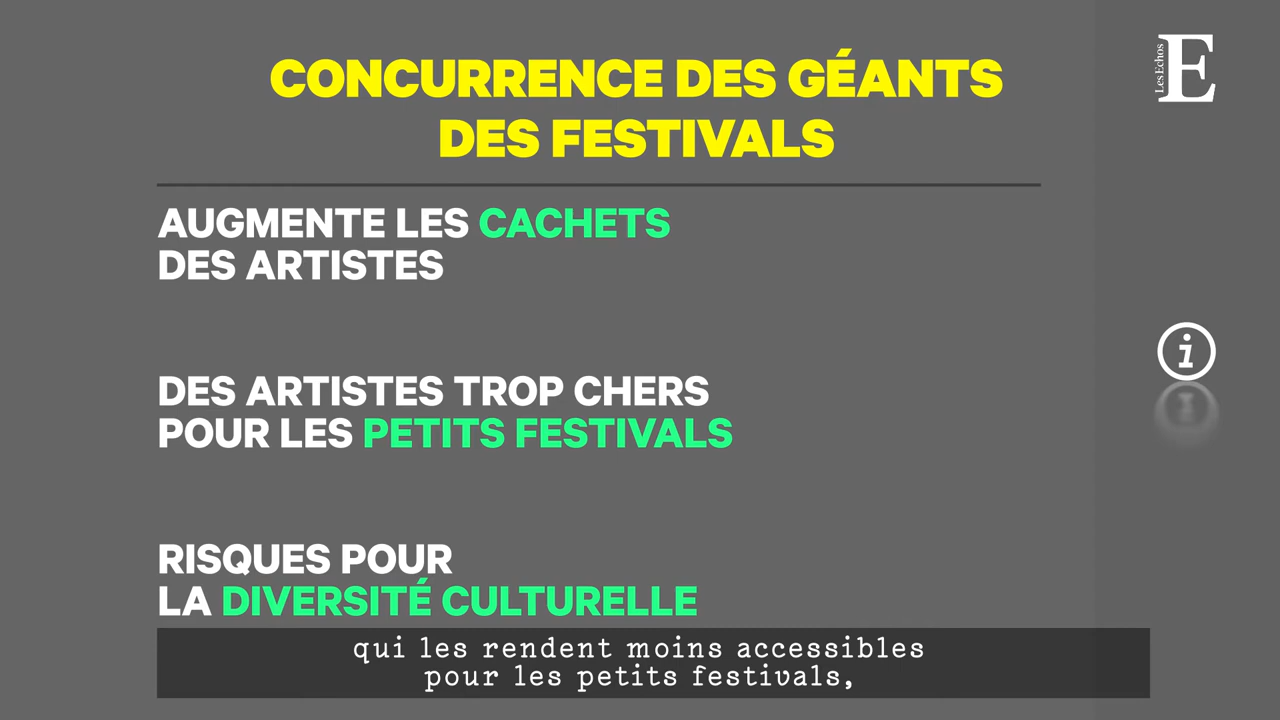 CONCURRENCE DES GÉANTS
DES FESTIVALS
Les Echos
E
AUGMENTE LES CACHETS
DES ARTISTES
DES ARTISTES TROP CHERS
POUR LES PETITS FESTIVALS
i
RISQUES POUR
LA DIVERSITÉ CULTURELLE
qui les rendent moins accessibles
pour les petits festivals,